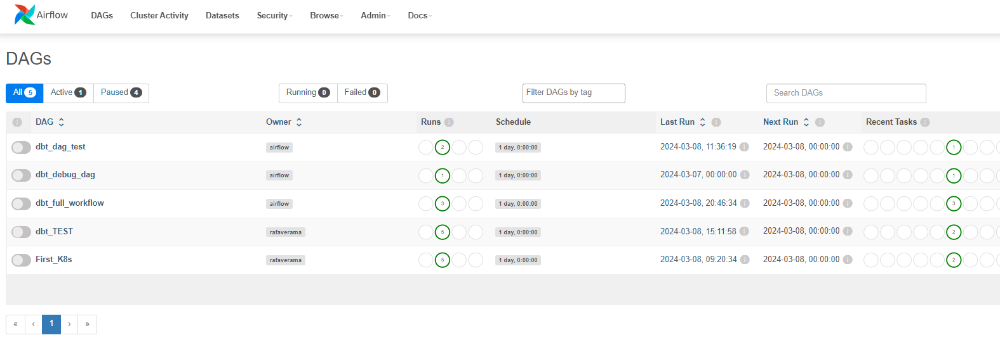 Airflow DAGs Cluster Activity Datasets Security Browse Admin Docs
DAGs
All 5 Active 1 Paused 4 Running 0 Failed 0 Filter DAGs by tag Search DAGs
DAG Owner Runs Schedule Last Run Next Run Recent Tasks
dbt_dag_test airflow 2 1 day, 0:00:00 2024-03-08, 11:36:19 2024-03-08, 00:00:00 1
dbt_debug_dag airflow 1 1 day, 0:00:00 2024-03-07, 00:00:00 2024-03-08, 00:00:00 1
dbt_full_workflow airflow 3 1 day, 0:00:00 2024-03-08, 20:46:34 2024-03-08, 00:00:00 3
dbt_TEST rafaverama 5 1 day, 0:00:00 2024-03-08, 15:11:58 2024-03-08, 00:00:00 2
First_K8s rafaverama 5 1 day, 0:00:00 2024-03-08, 09:20:34 2024-03-08, 00:00:00 2
« ‹ 1 › »